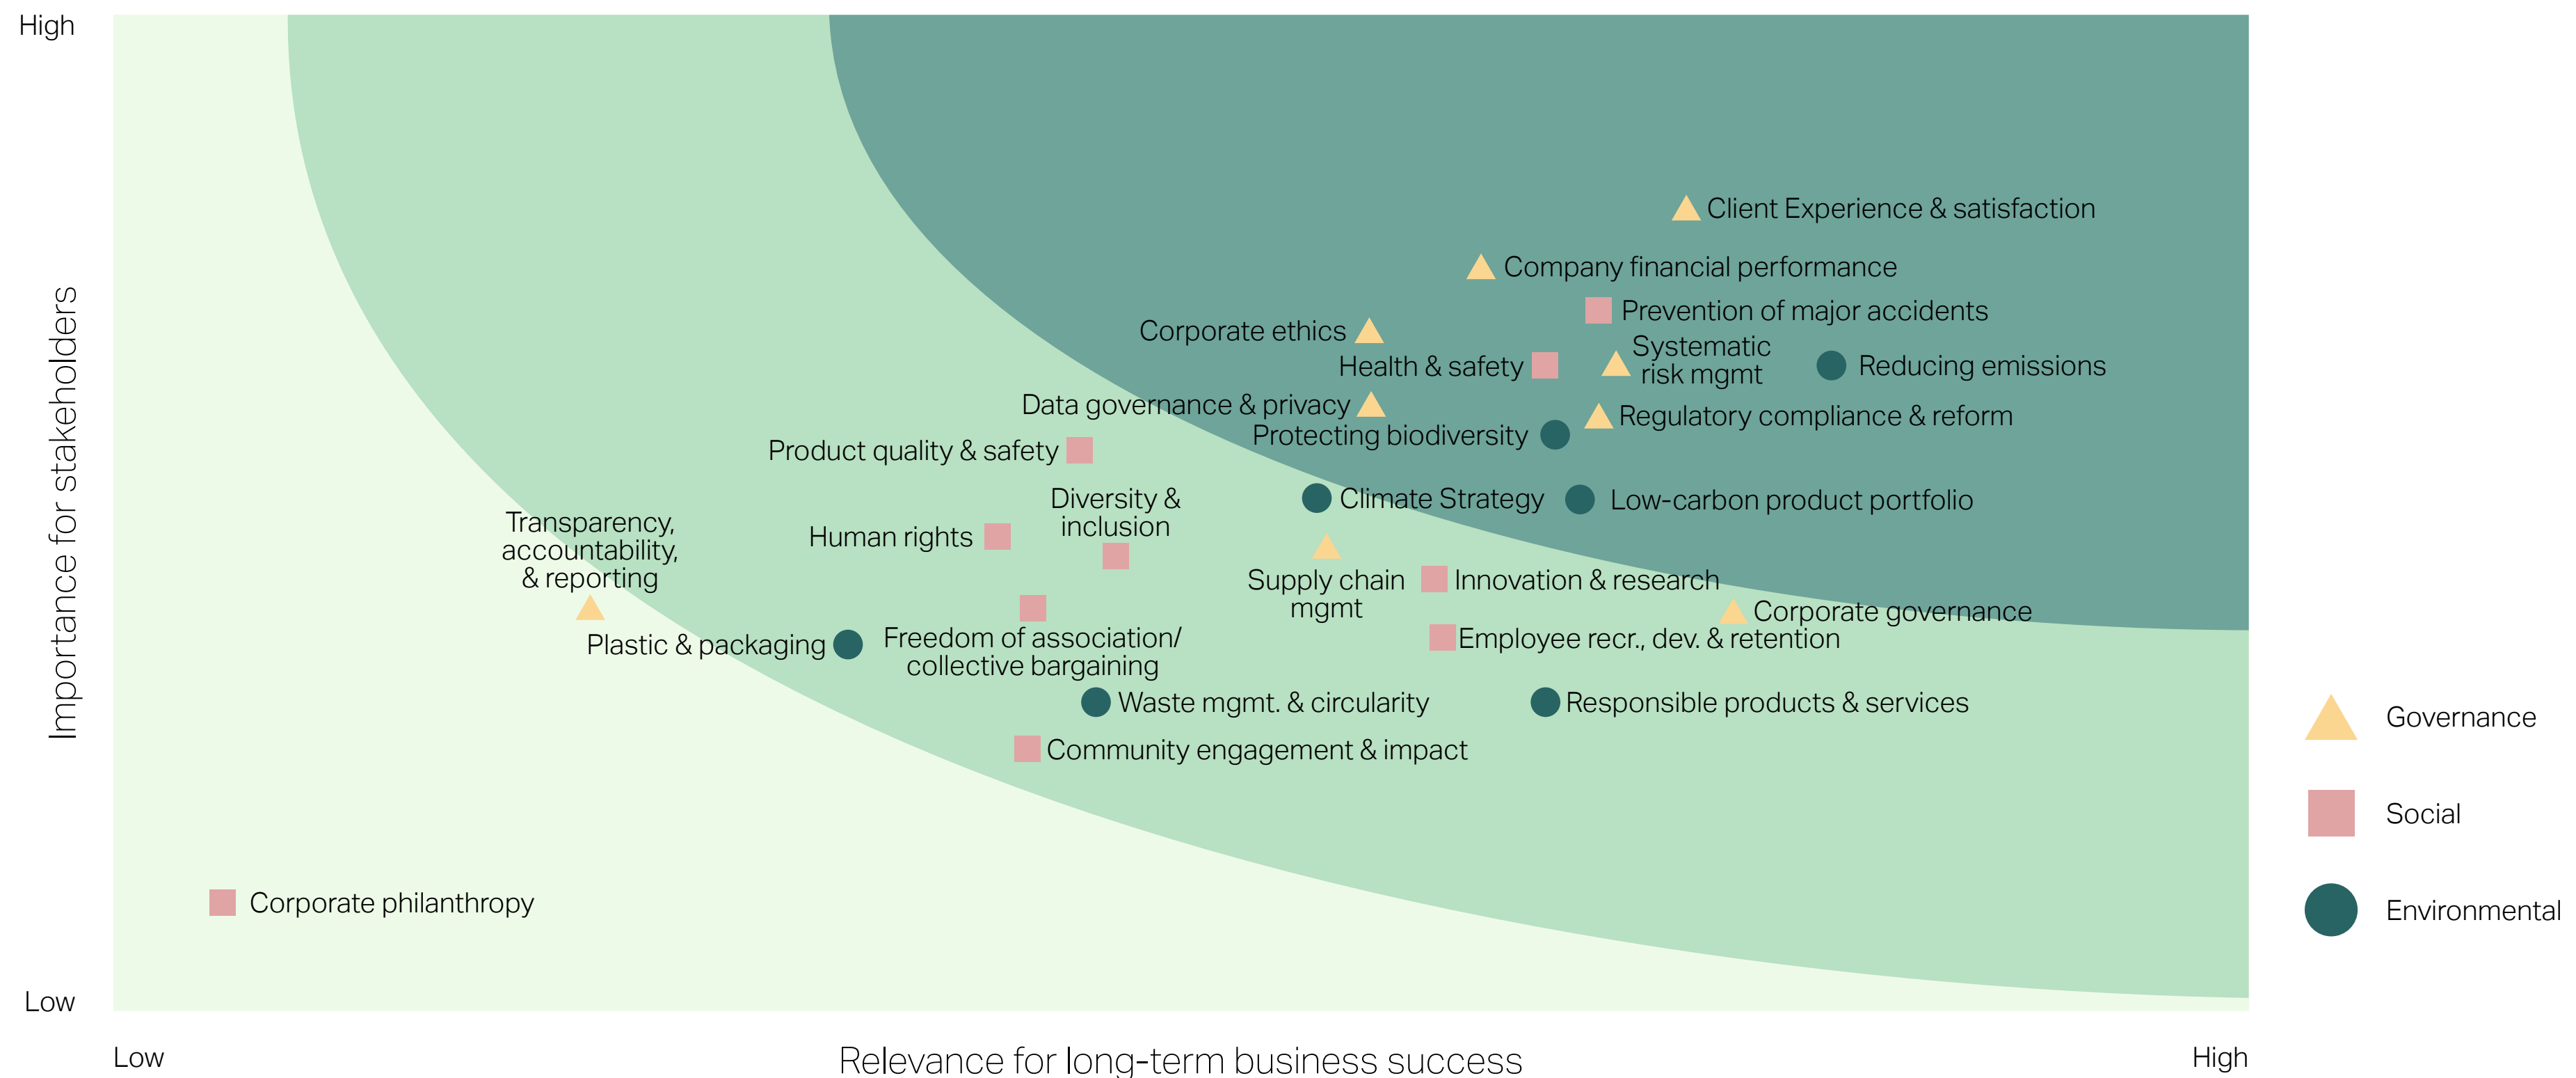 High
Client Experience & satisfaction
Company financial performance
Prevention of major accidents
Corporate ethics
Systematic
risk mgmt
Health & safety
Reducing emissions
Data governance & privacy
Regulatory compliance & reform
Protecting biodiversity
Product quality & safety
Diversity &
inclusion
Climate Strategy
Low-carbon product portfolio
Human rights
Transparency,
accountability,
& reporting
Supply chain
mgmt
Innovation & research
Corporate governance
Plastic & packaging
Freedom of association/
collective bargaining
Employee recr., dev. & retention
Waste mgmt. & circularity
Responsible products & services
Community engagement & impact
Corporate philanthropy
Importance for stakeholders
Low
Low
Relevance for long-term business success
High
Governance
Social
Environmental